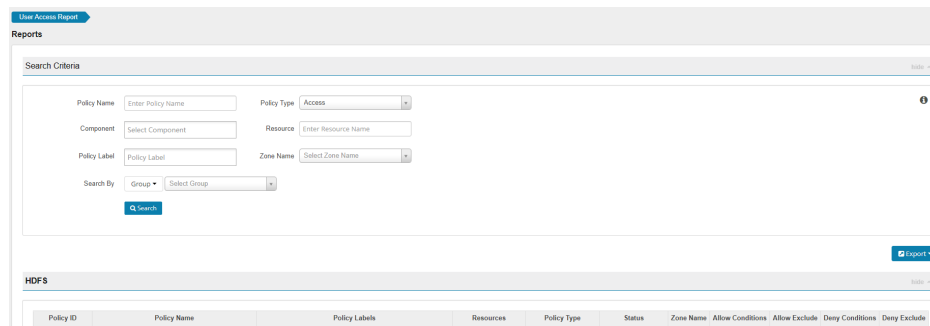 User Access Report
Reports
Search Criteria hide
Policy Name Enter Policy Name Policy Type Access
Component Select Component Resource Enter Resource Name
Policy Label Policy Label Zone Name Select Zone Name
Search By Group Select Group
Search
Export
HDFS hide
Policy ID Policy Name Policy Labels Resources Policy Type Status Zone Name Allow Conditions Allow Exclude Deny Conditions Deny Exclude